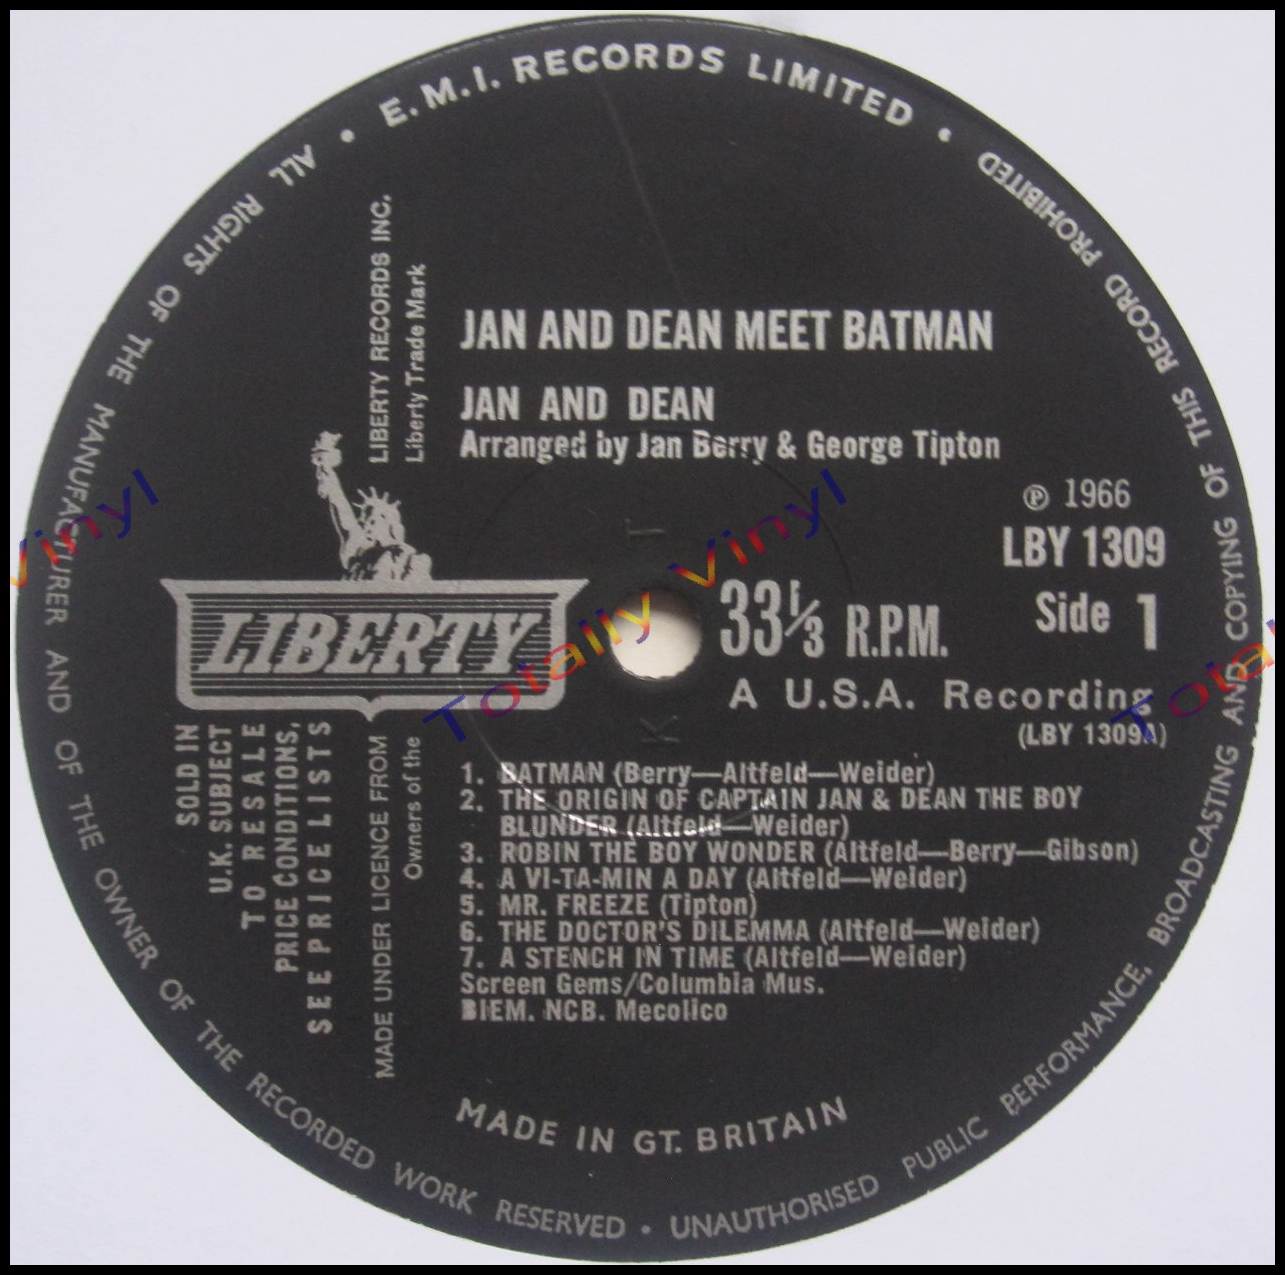 E.M.I. RECORDS LIMITED •
ALL RIGHTS OF THE MANUFACTURER AND OF THE OWNER OF THE RECORDED WORK RESERVED • UNAUTHORISED PUBLIC PERFORMANCE, BROADCASTING AND COPYING OF THIS RECORD PROHIBITED •
LIBERTY RECORDS INC.
Liberty Trade Mark
JAN AND DEAN MEET BATMAN
JAN AND DEAN
Arranged by Jan Berry & George Tipton
℗ 1966
LBY 1309
Side 1
33⅓ R.P.M.
A U.S.A. Recording
(LBY 1309A)
LIBERTY
K T
SOLD IN
U.K. SUBJECT
TO RESALE
PRICE CONDITIONS,
SEE PRICE LISTS
MADE UNDER LICENCE FROM
Owners of the
1. BATMAN (Berry—Altfeld—Weider)
2. THE ORIGIN OF CAPTAIN JAN & DEAN THE BOY
BLUNDER (Altfeld—Weider)
3. ROBIN THE BOY WONDER (Altfeld—Berry—Gibson)
4. A VI-TA-MIN A DAY (Altfeld—Weider)
5. MR. FREEZE (Tipton)
6. THE DOCTOR'S DILEMMA (Altfeld—Weider)
7. A STENCH IN TIME (Altfeld—Weider)
Screen Gems/Columbia Mus.
BIEM. NCB. Mecolico
MADE IN GT. BRITAIN
Vinyl
Totally Vinyl
Tota